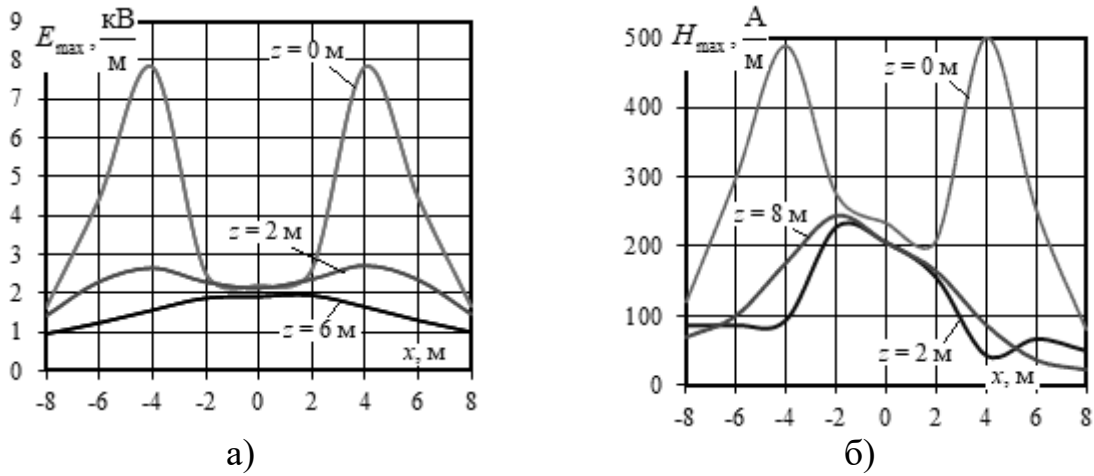 9
8
7
6
5
4
3
2
1
0
E max , кВ
м
z = 0 м
z = 2 м
z = 6 м
x, м
-8 -6 -4 -2 0 2 4 6 8
а)
500
400
300
200
100
0
H max , А
м
z = 0 м
z = 8 м
z = 2 м
x, м
-8 -6 -4 -2 0 2 4 6 8
б)